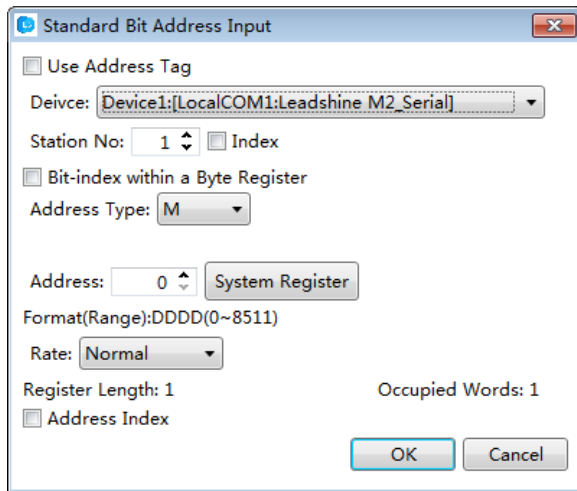 Standard Bit Address Input
Use Address Tag
Deivce: Device1:[LocalCOM1:Leadshine M2_Serial]
Station No: 1 Index
Bit-index within a Byte Register
Address Type: M
Address: 0 System Register
Format(Range):DDDD(0~8511)
Rate: Normal
Register Length: 1 Occupied Words: 1
Address Index
OK Cancel